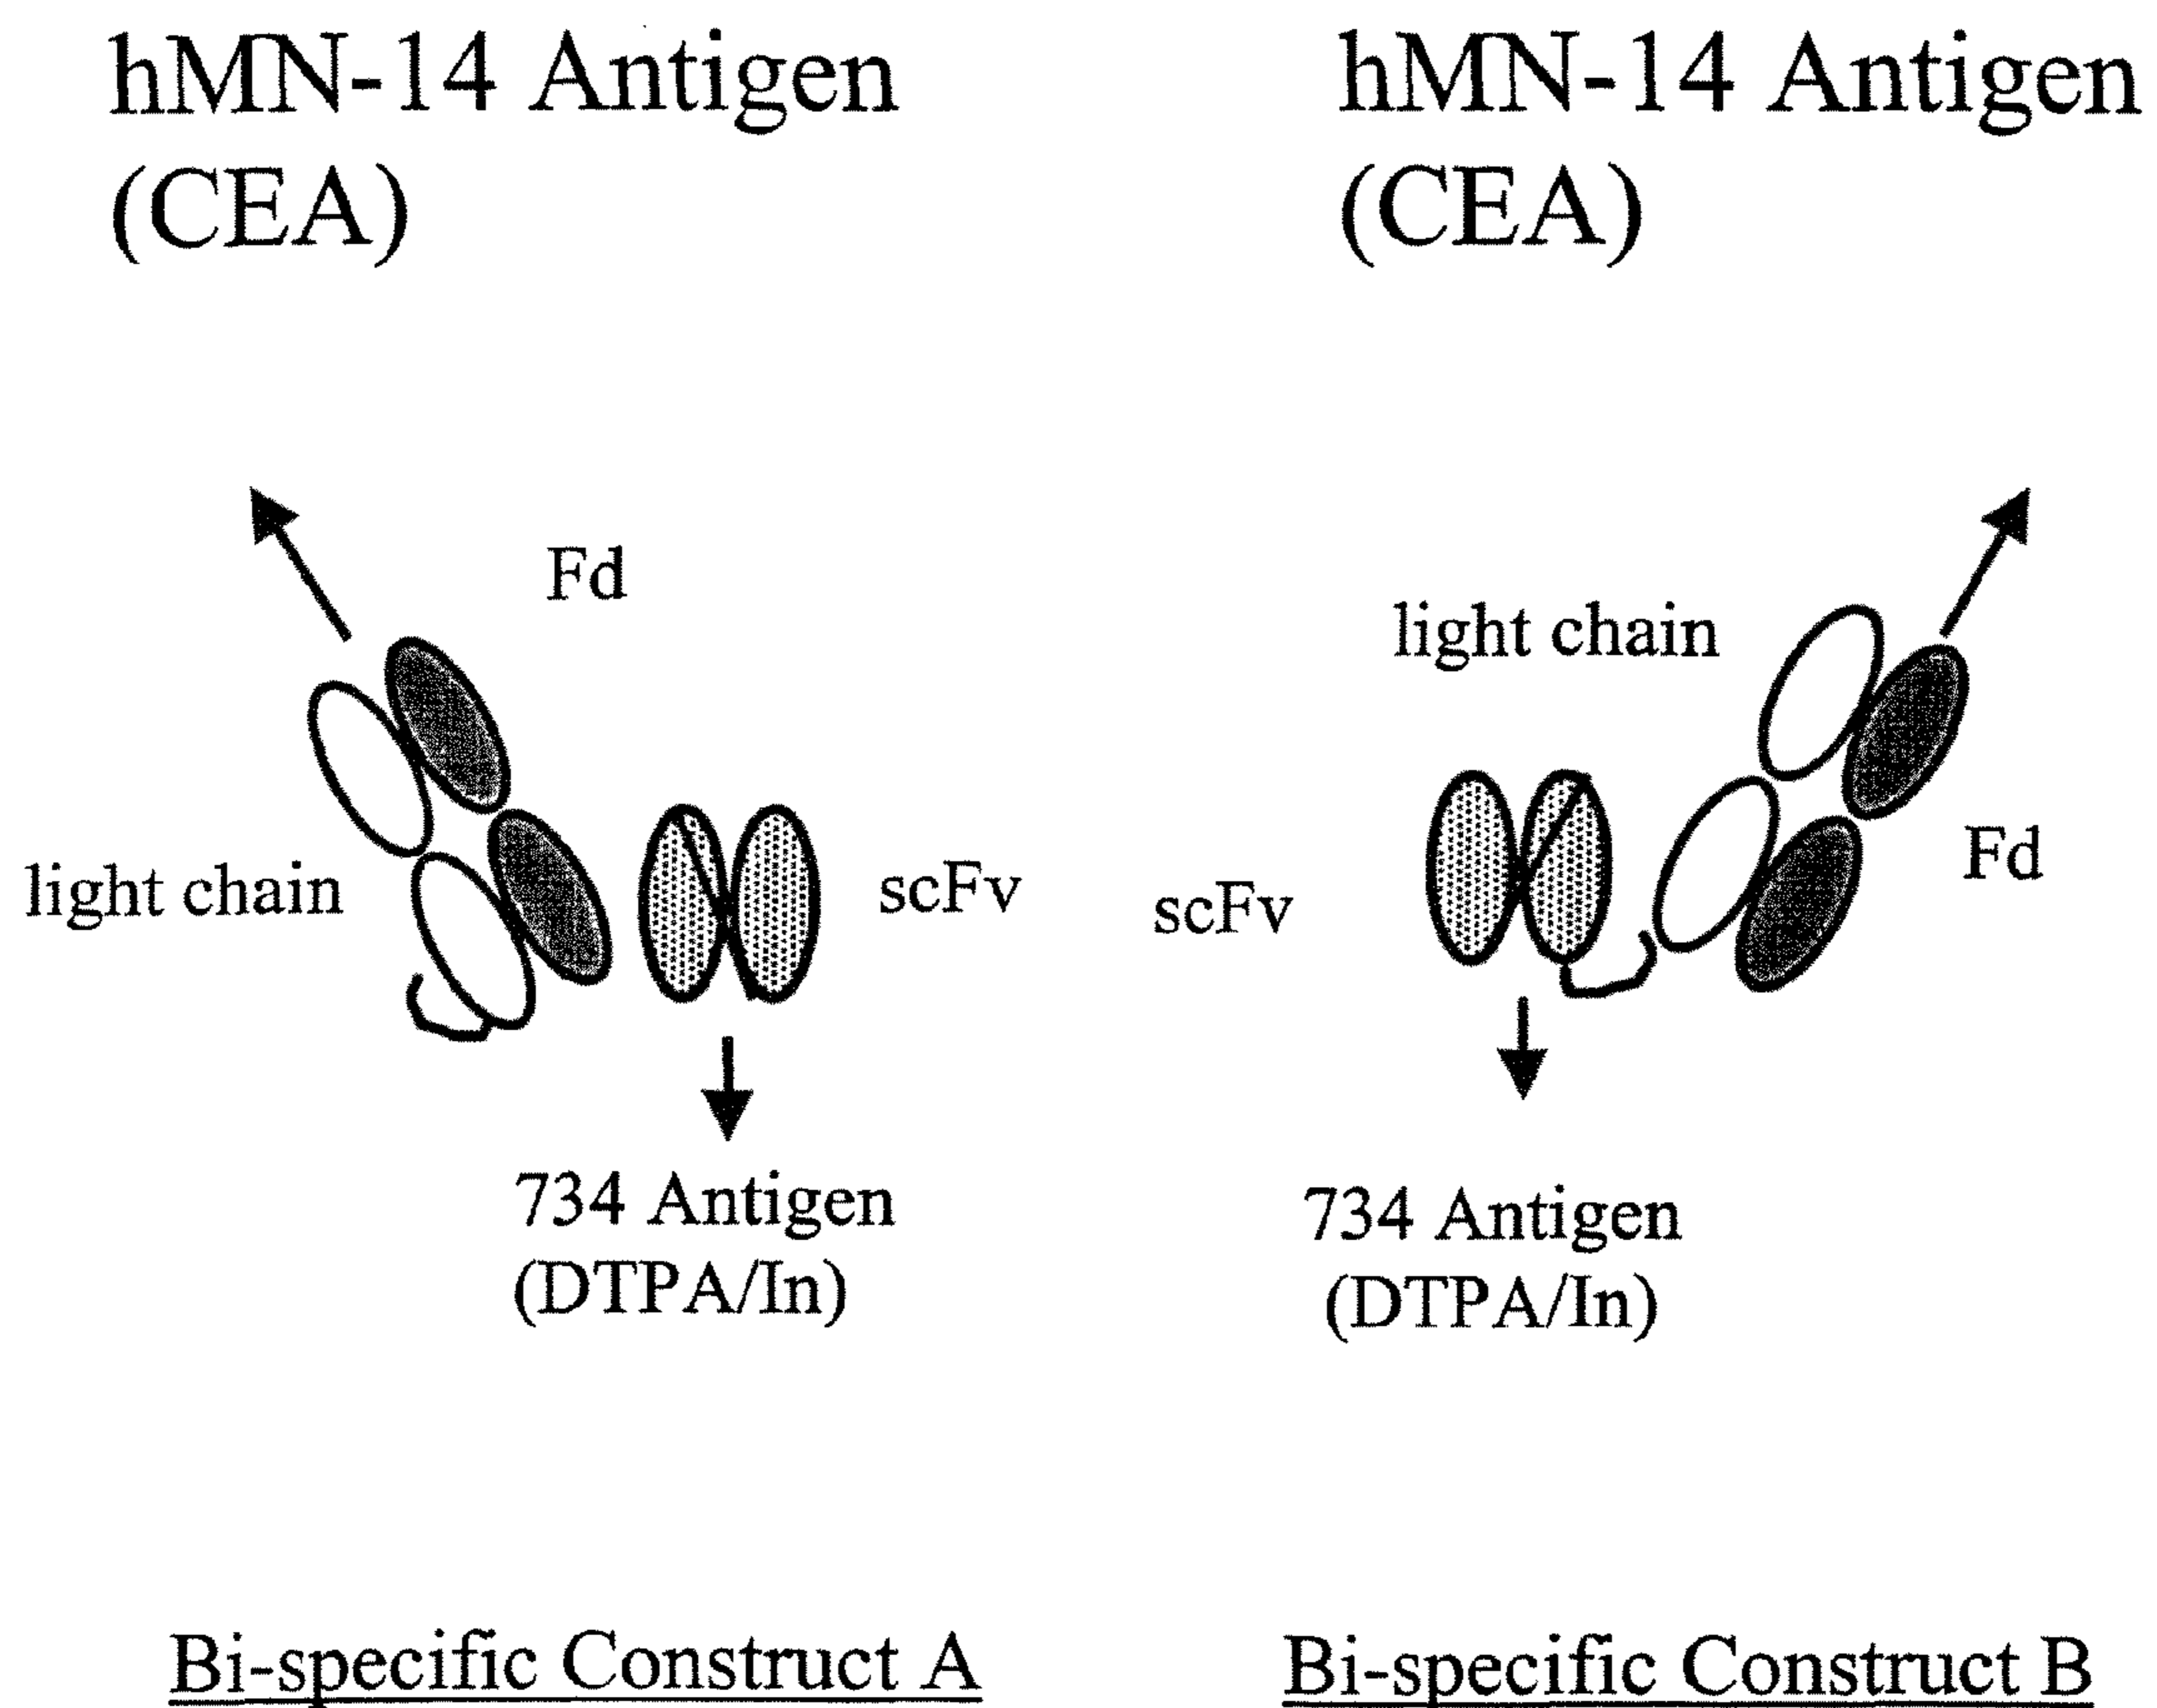 hMN-14 Antigen
(CEA)
Fd
light chain
scFv
734 Antigen
(DTPA/In)
Bi-specific Construct A
hMN-14 Antigen
(CEA)
light chain
scFv
Fd
734 Antigen
(DTPA/In)
Bi-specific Construct B